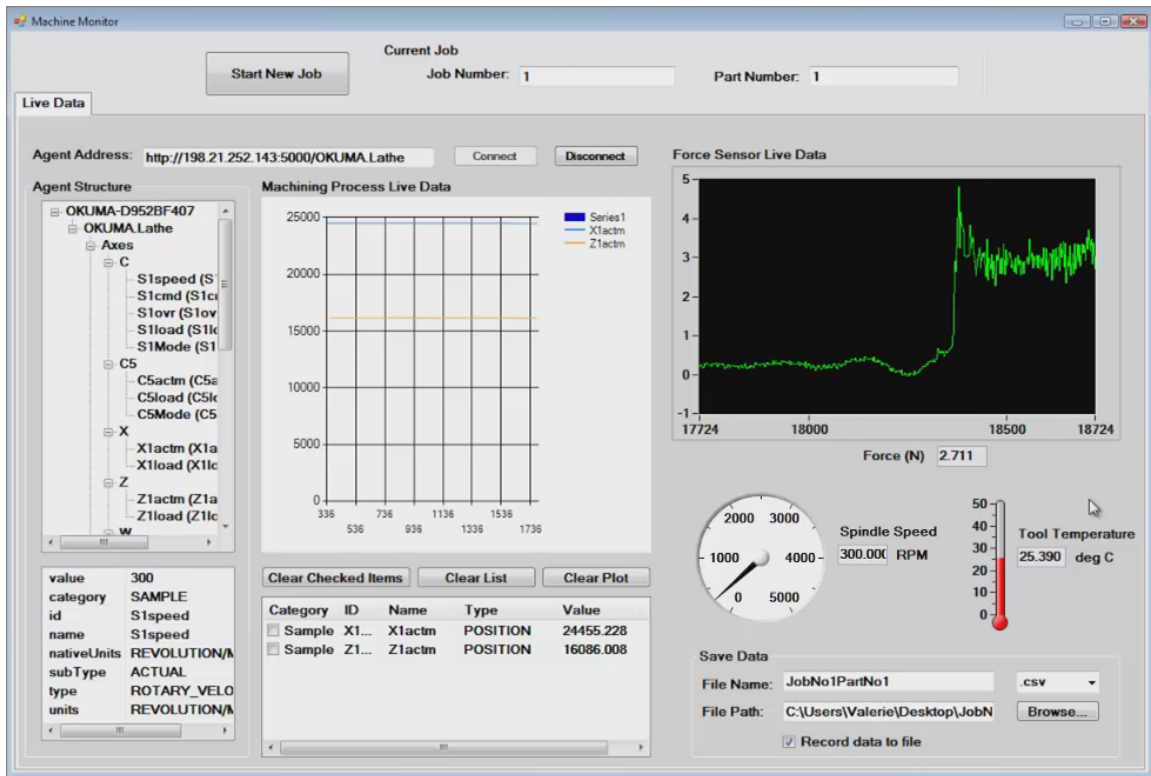 Machine Monitor
Start New Job
Current Job
Job Number: 1
Part Number: 1
Live Data
Agent Address: http://198.21.252.143:5000/OKUMA.Lathe
Connect
Disconnect
Agent Structure
OKUMA-D952BF407
OKUMA.Lathe
Axes
C
S1speed (S
S1cmd (S1c
S1ovr (S1ov
S1load (S1lo
S1Mode (S1
C5
C5actm (C5a
C5load (C5lo
C5Mode (C5
X
X1actm (X1a
X1load (X1lo
Z
Z1actm (Z1a
Z1load (Z1lo
W
value 300
category SAMPLE
id S1speed
name S1speed
nativeUnits REVOLUTION/M
subType ACTUAL
type ROTARY_VELO
units REVOLUTION/M
Machining Process Live Data
25000
20000
15000
10000
5000
0
336 736 1136 1536
536 936 1336 1736
Series1
X1actm
Z1actm
Clear Checked Items
Clear List
Clear Plot
Category ID Name Type Value
Sample X1... X1actm POSITION 24455.228
Sample Z1... Z1actm POSITION 16086.008
Force Sensor Live Data
5
4
3
2
1
0
-1
17724 18000 18500 18724
Force (N) 2.711
2000 3000
1000 4000
0 5000
Spindle Speed
300.000 RPM
50
40
30
20
10
0
Tool Temperature
25.390 deg C
Save Data
File Name: JobNo1PartNo1 .csv
File Path: C:\Users\Valerie\Desktop\JobN Browse...
Record data to file